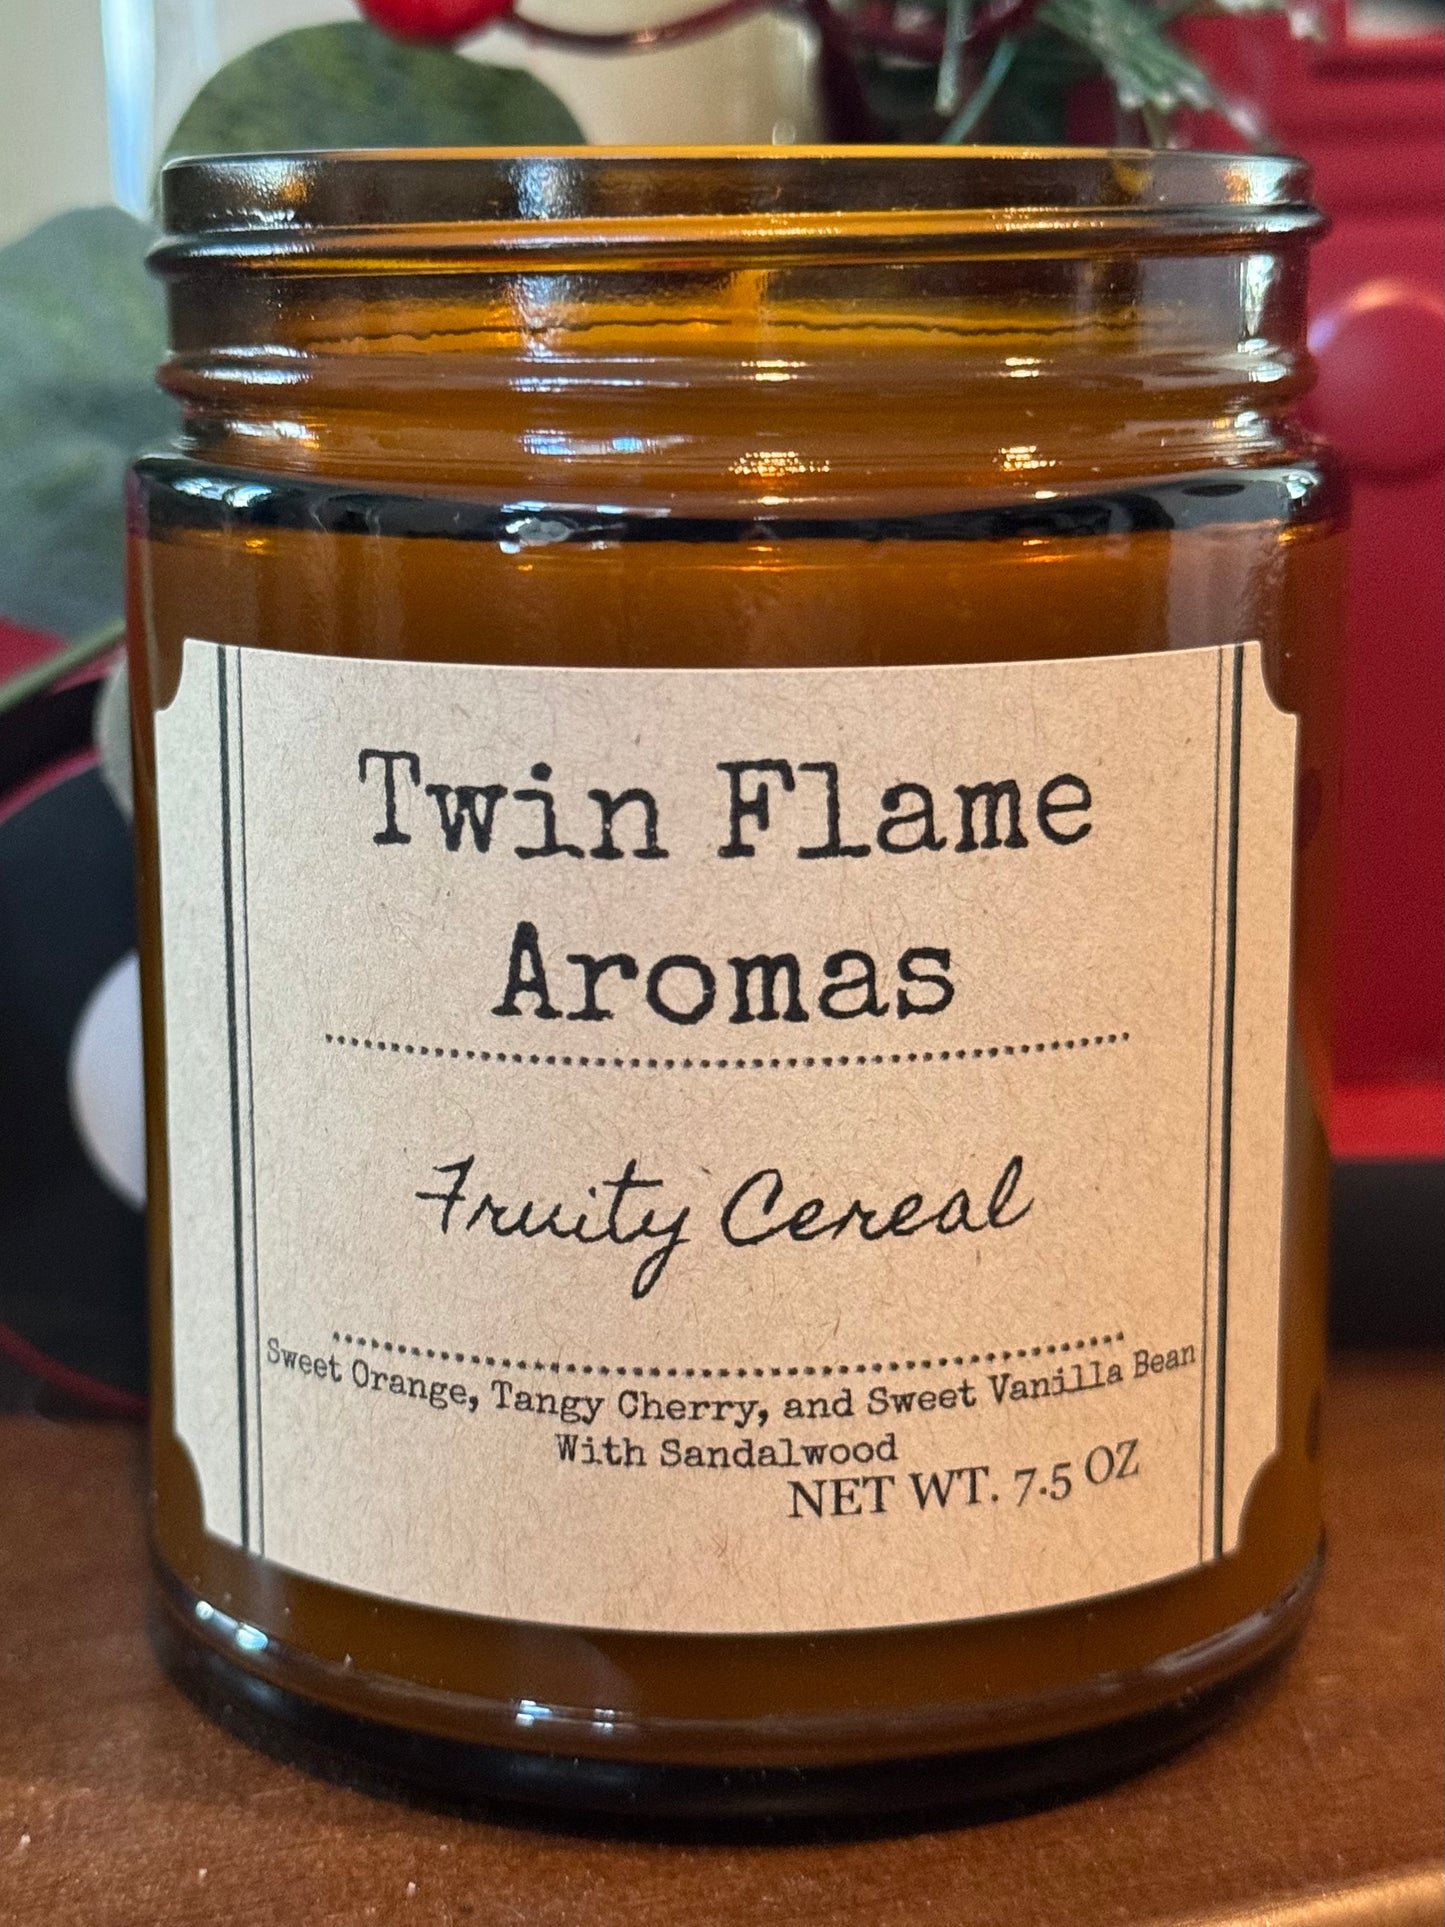 Twin Flame
Aromas
Fruity Cereal
Sweet Orange, Tangy Cherry, and Sweet Vanilla Bean
With Sandalwood
NET WT. 7.5 OZ